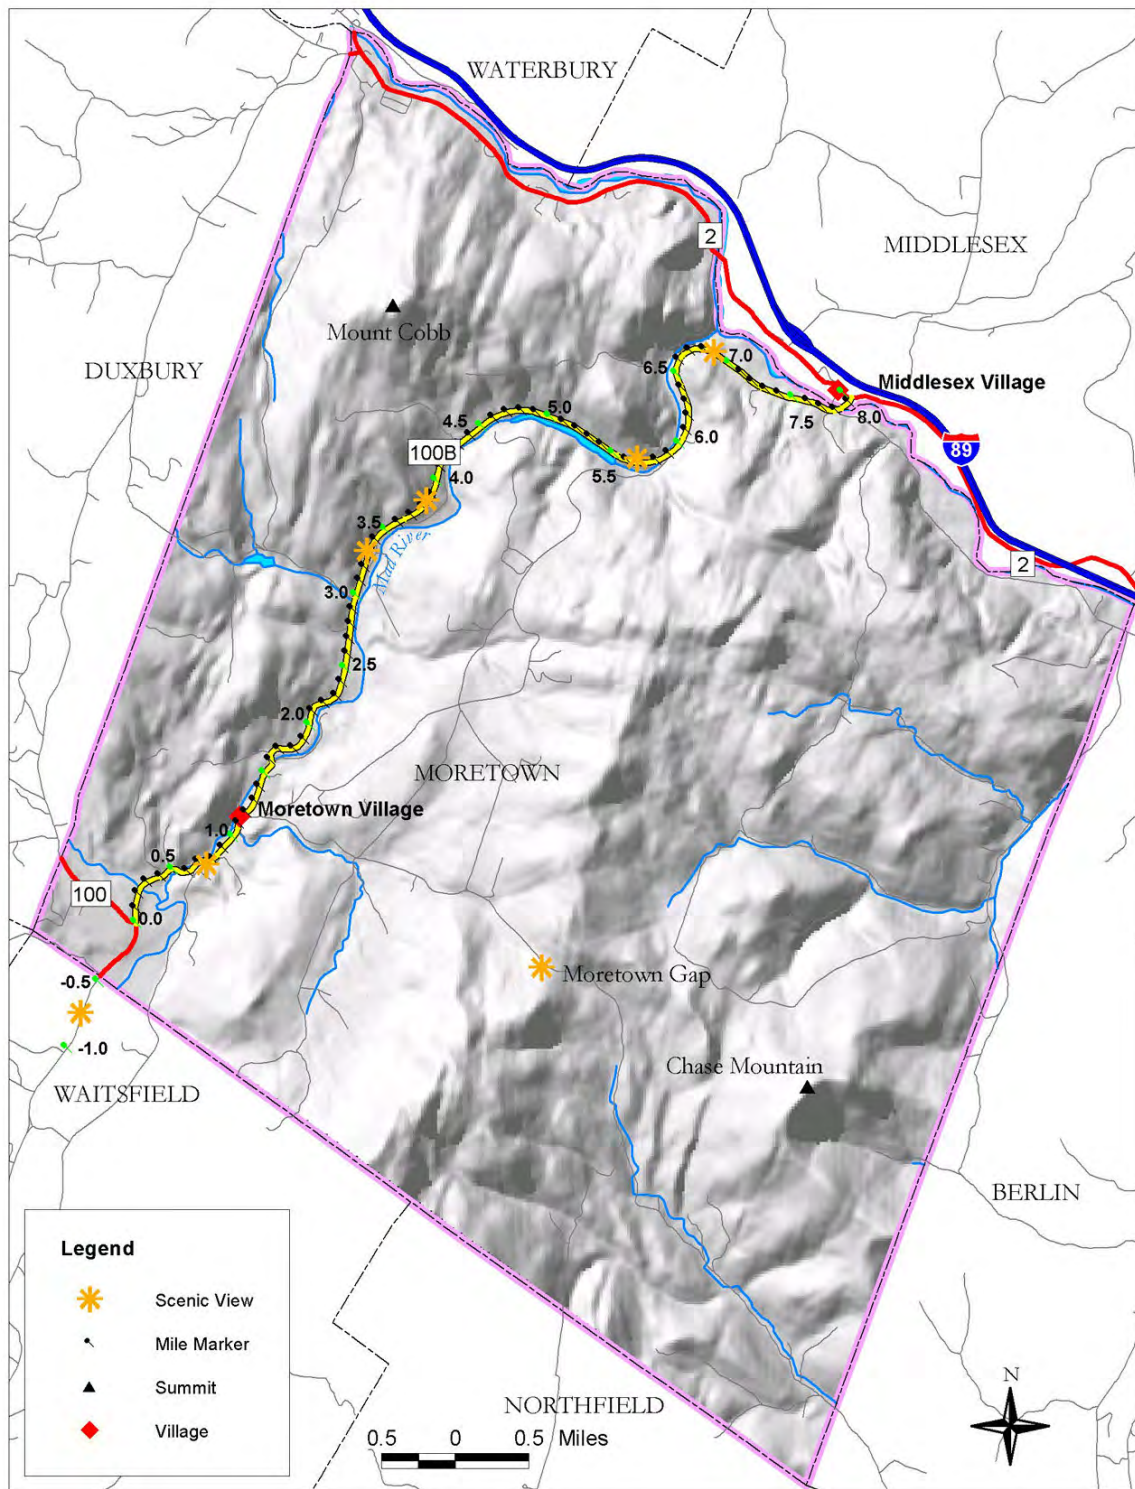 WATERBURY
2
MIDDLESEX
Mount Cobb
DUXBURY
6.5
7.0
Middlesex Village
4.5
5.0
7.5
8.0
100B
6.0
89
5.5
4.0
3.5
Mad River
2
3.0
2.5
2.0
MORETOWN
Moretown Village
1.0
0.5
100
0.0
Moretown Gap
-0.5
-1.0
Chase Mountain
WAITSFIELD
BERLIN
Legend
Scenic View
Mile Marker
Summit
Village
N
NORTHFIELD
0.5 0 0.5 Miles